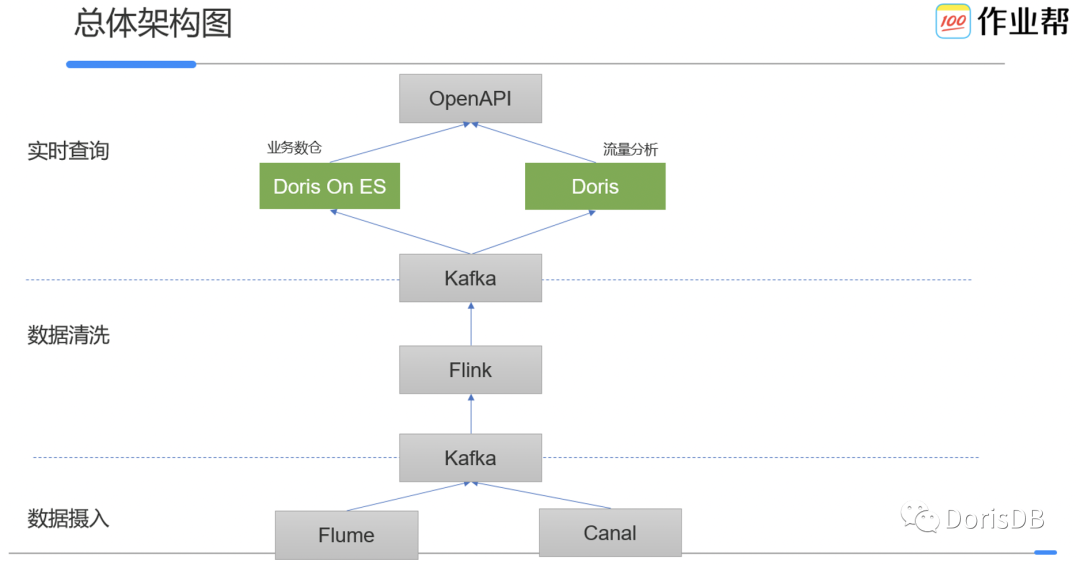 总体架构图
100 作业帮
OpenAPI
实时查询
业务数仓
流量分析
Doris On ES
Doris
Kafka
数据清洗
Flink
Kafka
数据摄入
Flume
Canal
DorisDB